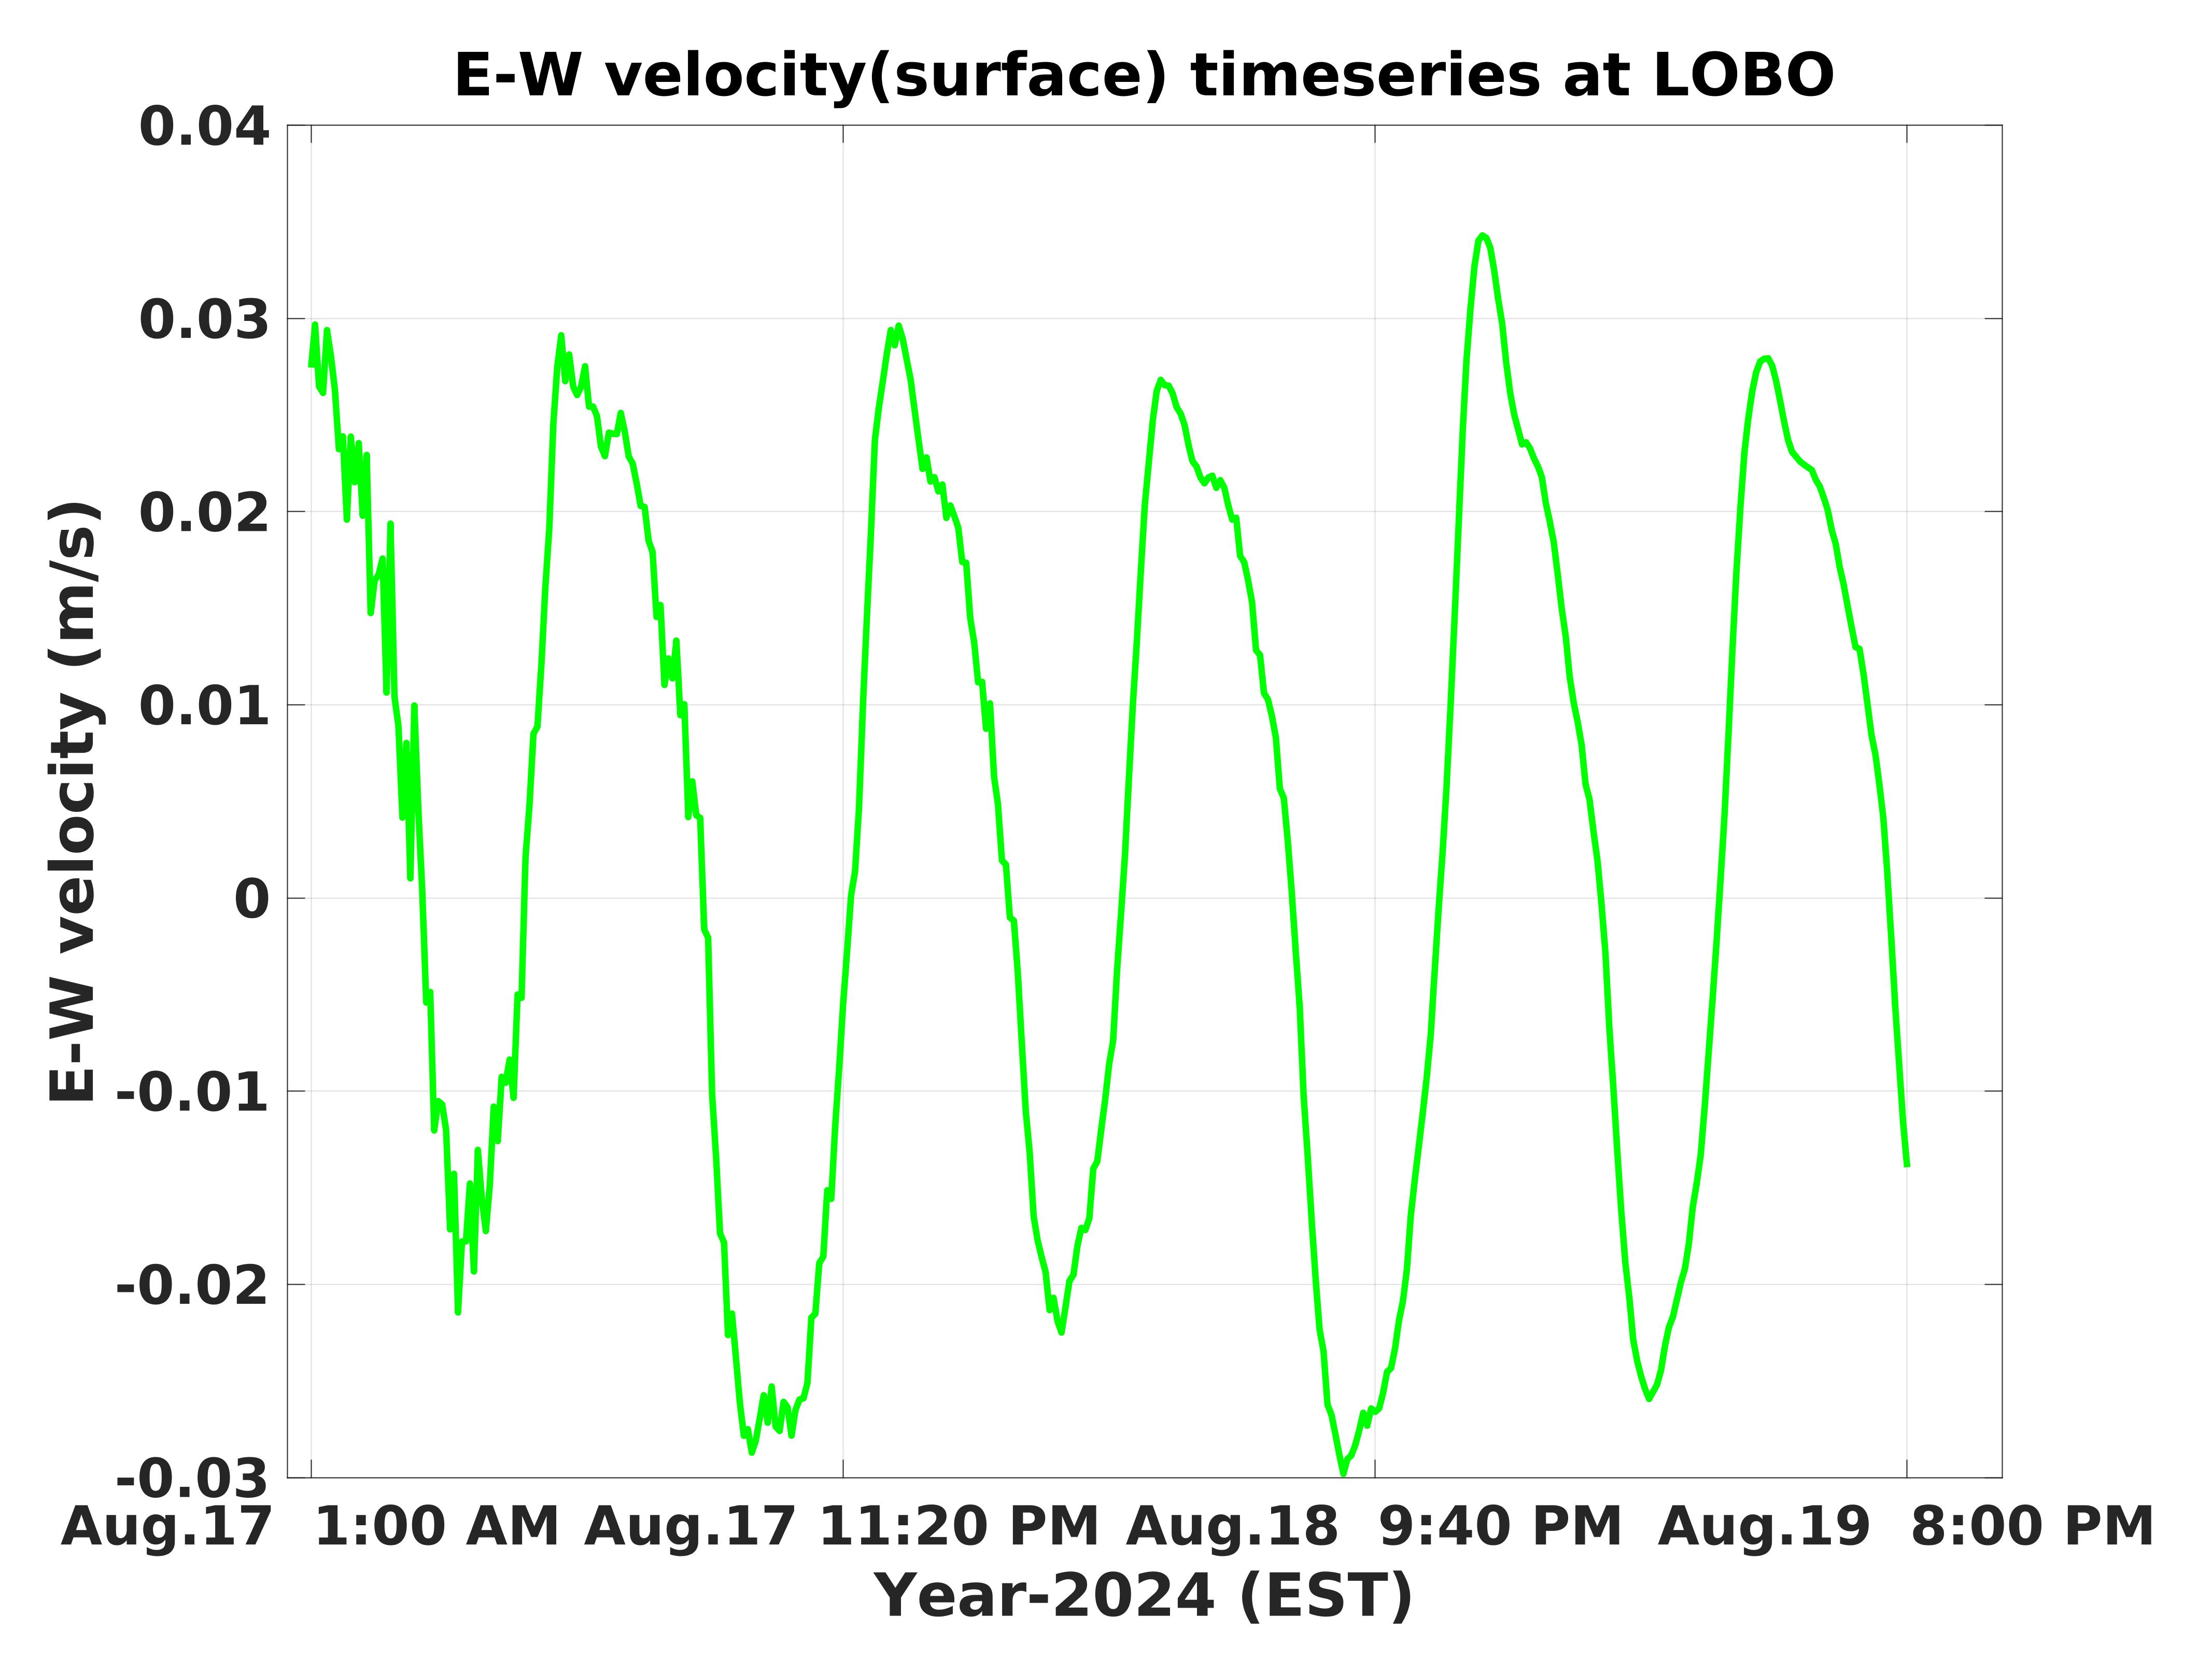 E-W velocity(surface) timeseries at LOBO
0.04
0.03
0.02
0.01
0
-0.01
-0.02
-0.03
E-W velocity (m/s)
Aug.17 1:00 AM Aug.17 11:20 PM Aug.18 9:40 PM Aug.19 8:00 PM
Year-2024 (EST)